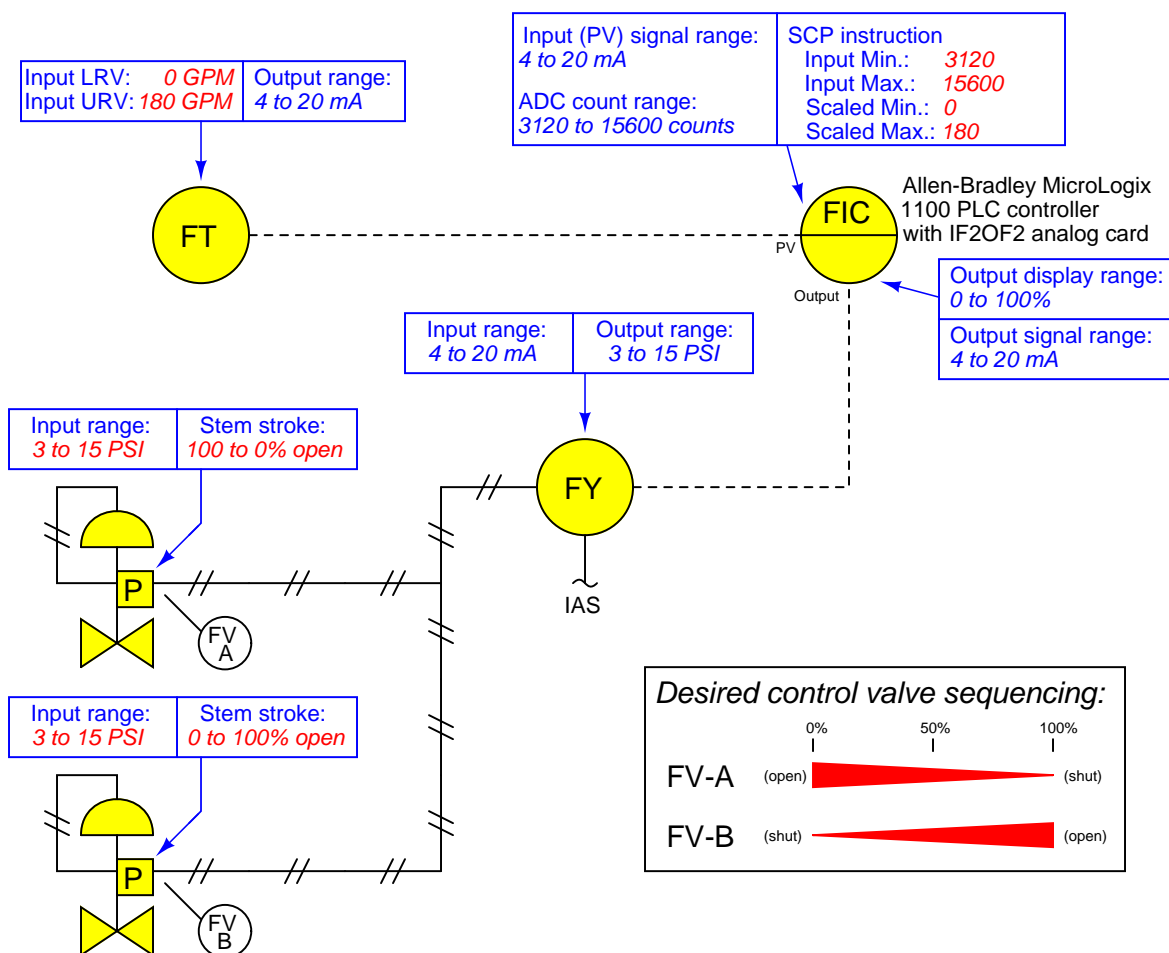 Input LRV: 0 GPM
Input URV: 180 GPM
Output range:
4 to 20 mA
Input (PV) signal range:
4 to 20 mA
ADC count range:
3120 to 15600 counts
SCP instruction
Input Min.: 3120
Input Max.: 15600
Scaled Min.: 0
Scaled Max.: 180
FT
FIC
PV
Output
Allen-Bradley MicroLogix
1100 PLC controller
with IF2OF2 analog card
Output display range:
0 to 100%
Output signal range:
4 to 20 mA
Input range:
4 to 20 mA
Output range:
3 to 15 PSI
Input range:
3 to 15 PSI
Stem stroke:
100 to 0% open
FY
IAS
P
FV
A
Input range:
3 to 15 PSI
Stem stroke:
0 to 100% open
P
FV
B
Desired control valve sequencing:
0% 50% 100%
FV-A (open) (shut)
FV-B (shut) (open)